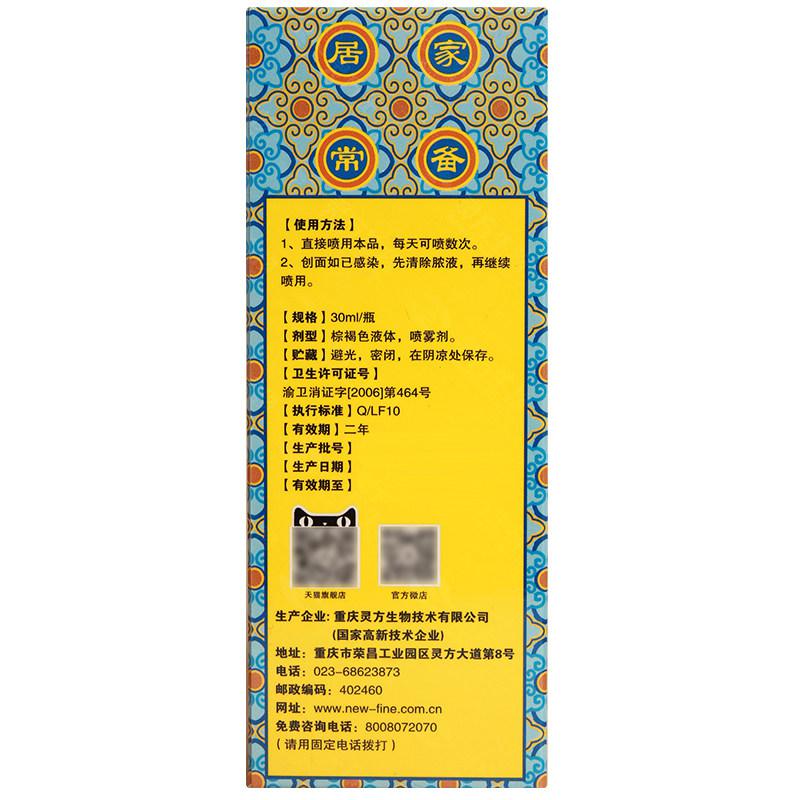 居家
常备
【使用方法】
1、直接喷用本品，每天可喷数次。
2、创面如已感染，先清除脓液，再继续
喷用。
【规格】30ml/瓶
【剂型】棕褐色液体，喷雾剂。
【贮藏】避光，密闭，在阴凉处保存。
【卫生许可证号】
渝卫消证字[2006]第464号
【执行标准】Q/LF10
【有效期】二年
【生产批号】
【生产日期】
【有效期至】
天猫旗舰店 官方微店
生产企业: 重庆灵方生物技术有限公司
(国家高新技术企业)
地址：重庆市荣昌工业园区灵方大道第8号
电话：023-68623873
邮政编码：402460
网址：www.new-fine.com.cn
免费咨询电话：8008072070
（请用固定电话拨打）